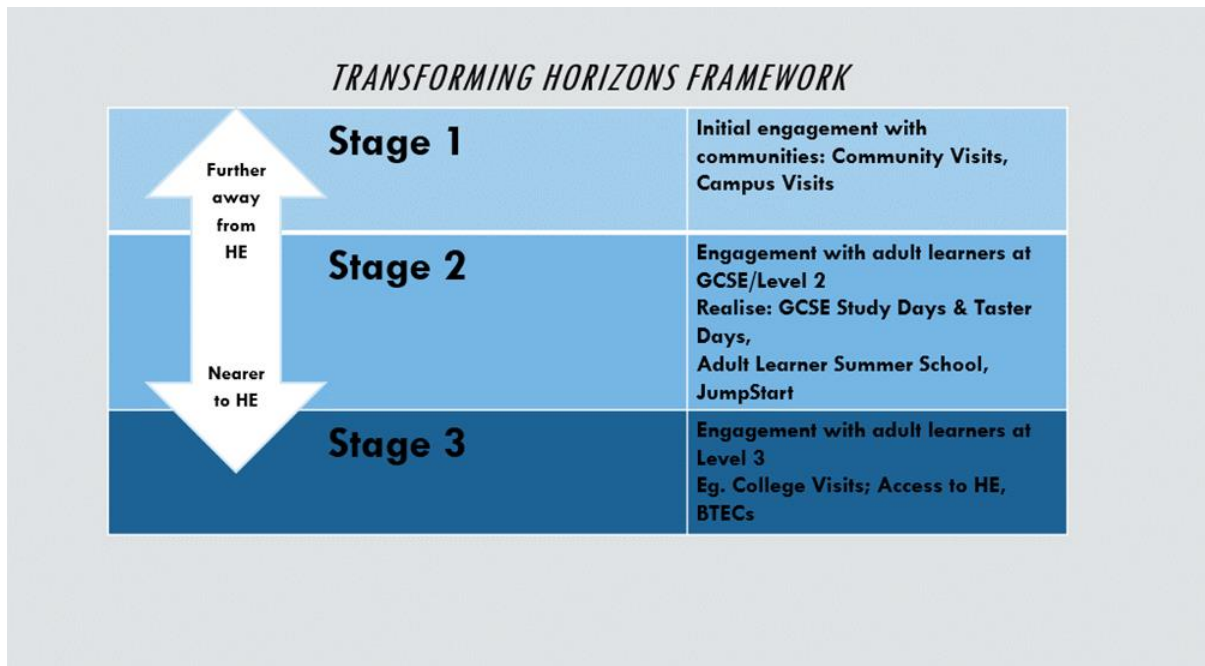 TRANSFORMING HORIZONS FRAMEWORK
Further
away
from
HE
Nearer
to HE
Stage 1
Initial engagement with
communities: Community Visits,
Campus Visits
Stage 2
Engagement with adult learners at
GCSE/Level 2
Realise: GCSE Study Days & Taster
Days,
Adult Learner Summer School,
JumpStart
Stage 3
Engagement with adult learners at
Level 3
Eg. College Visits; Access to HE,
BTECs